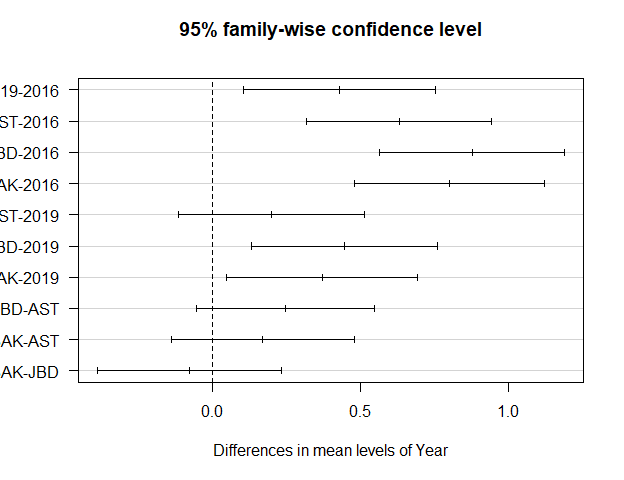 95% family-wise confidence level
19-2016
ST-2016
BD-2016
AK-2016
ST-2019
BD-2019
AK-2019
BD-AST
AK-AST
AK-JBD
0.0 0.5 1.0
Differences in mean levels of Year